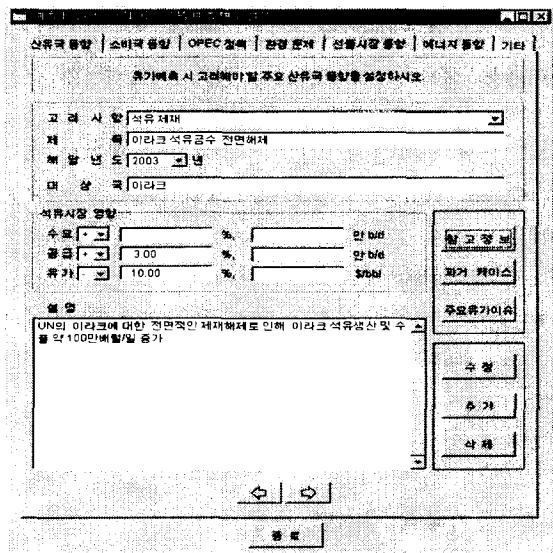 산유국 동향 소비국 동향 OPEC 정책 환경 문제 선물시장 동향 에너지 동향 기타
유가예측 시 고려해야 할 주요 산유국 동향을 설정하시오
고 려 사 항 석유 제재
제 목 이라크 석유금수 전면해제
해 당 년 도 2003 년
대 상 국 이라크
석유시장 영향
수요 + %, 만 b/d
공급 + 3.00 %, 만 b/d
유가 - 10.00 %, $/bbl
참고정보
과거 케이스
주요유가이슈
설 명
UN의 이라크에 대한 전면적인 제재해제로 인해 이라크 석유생산 및 수
출 약 100만배럴/일 증가
수 정
추 가
삭 제
종 료